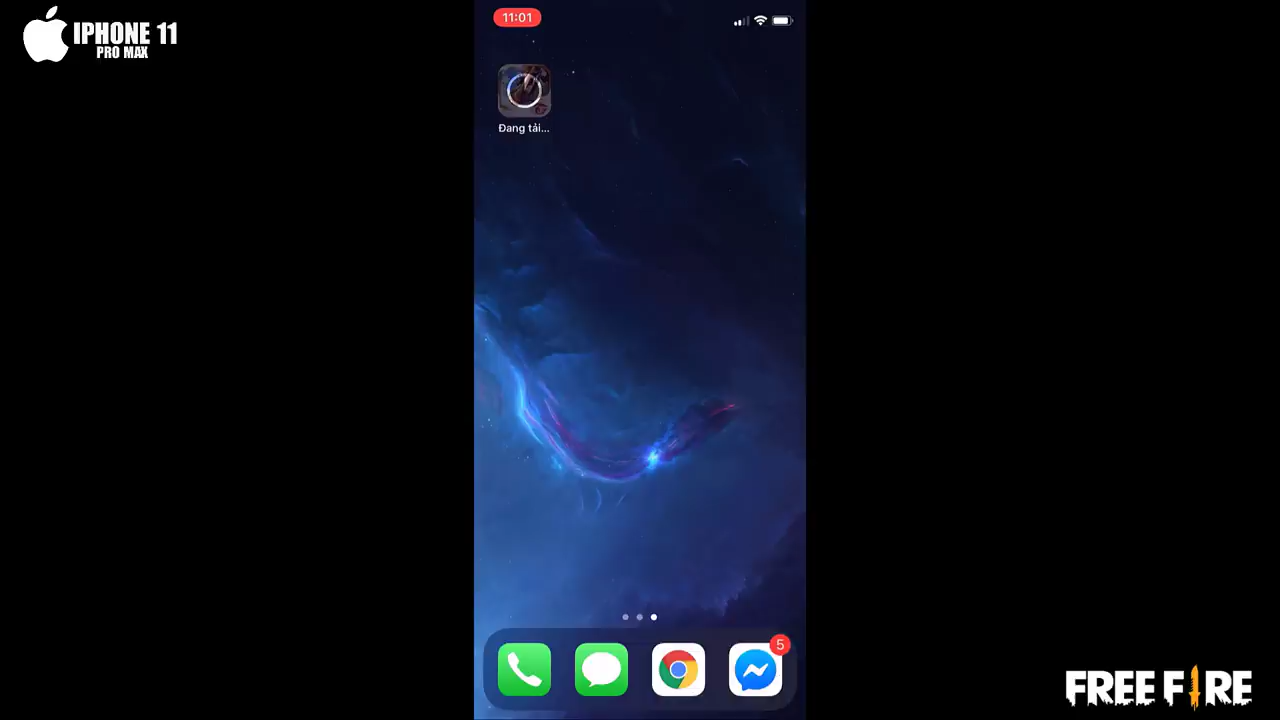 IPHONE 11
PRO MAX
11:01
Đang tải...
5
FREE FIRE